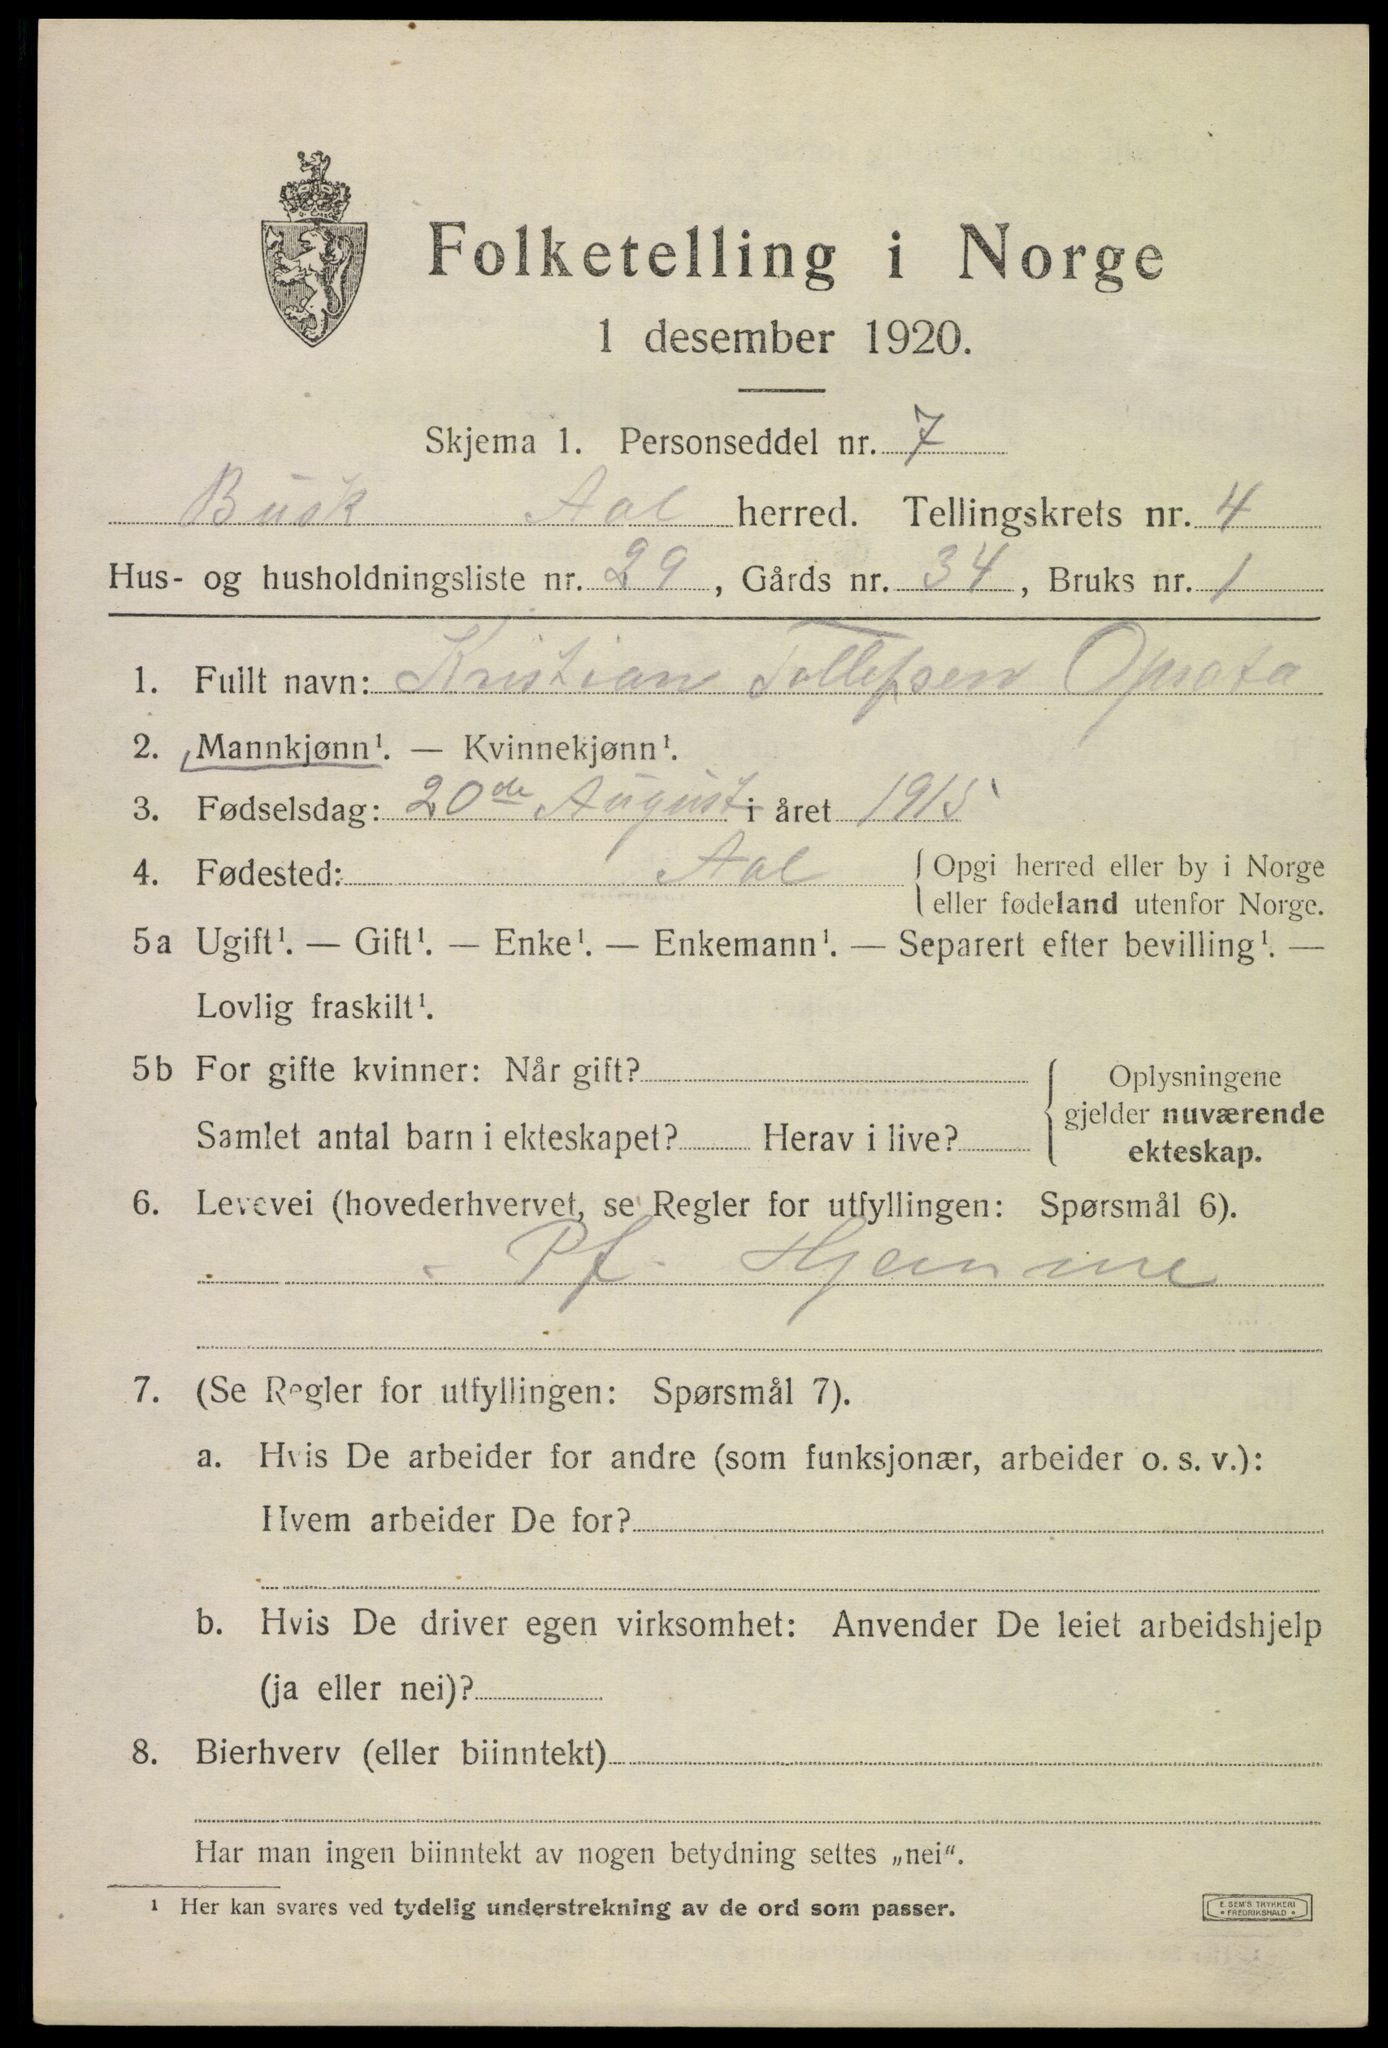 Folketelling i Norge
1 desember 1920.
Skjema 1. Personseddel nr. 7
Busk Aal herred. Tellingskrets nr. 4
Hus- og husholdningsliste nr. 29, Gårds nr. 34, Bruks nr. 1
1. Fullt navn: Kristian Tollefsen Opsata
2. Mannkjønn¹. — Kvinnekjønn¹.
3. Fødselsdag: 20de August i året 1915
4. Fødested: Aal { Opgi herred eller by i Norge
eller fødeland utenfor Norge.
5a Ugift¹. — Gift¹. — Enke¹. — Enkemann¹. — Separert efter bevilling¹. —
Lovlig fraskilt¹.
5b For gifte kvinner: Når gift? { Oplysningene
gjelder nuværende
Samlet antal barn i ekteskapet? Herav i live?
ekteskap.
6. Levevei (hovederhvervet, se Regler for utfyllingen: Spørsmål 6).
- Pf. Hjemme
7. (Se Regler for utfyllingen: Spørsmål 7).
a. Hvis De arbeider for andre (som funksjonær, arbeider o. s. v.):
Hvem arbeider De for?
b. Hvis De driver egen virksomhet: Anvender De leiet arbeidshjelp
(ja eller nei)?
8. Bierhverv (eller biinntekt)
Har man ingen biinntekt av nogen betydning settes „nei“.
¹ Her kan svares ved tydelig understrekning av de ord som passer.
E. SEM'S TRYKKERI
• FREDRIKSHALD •